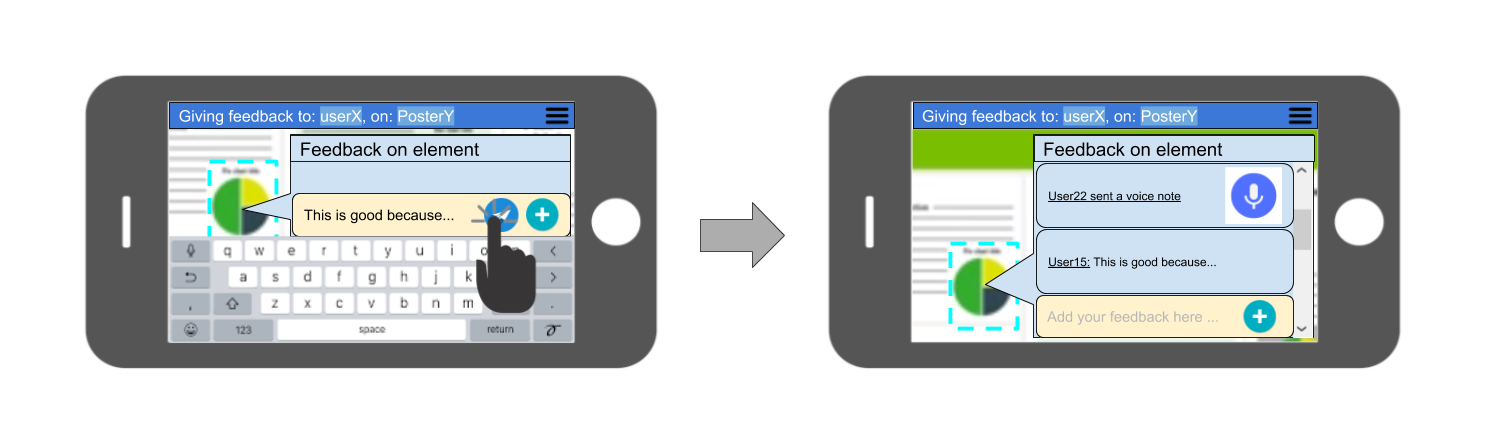 Giving feedback to: userX, on: PosterY
Feedback on element
This is good because...
q w e r t y u i o
a s d f g h j k
z x c v b n m .
,
123 space return
Giving feedback to: userX, on: PosterY
Feedback on element
User22 sent a voice note
User15: This is good because...
Add your feedback here ...